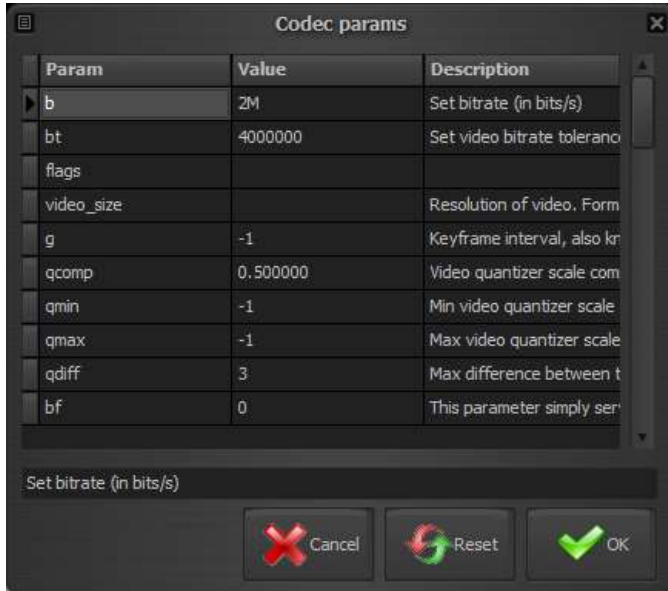 Codec params
Param Value Description
b 2M Set bitrate (in bits/s)
bt 4000000 Set video bitrate tolerance
flags
video_size Resolution of video. Form
g -1 Keyframe interval, also kn
qcomp 0.500000 Video quantizer scale com
qmin -1 Min video quantizer scale
qmax -1 Max video quantizer scale
qdiff 3 Max difference between t
bf 0 This parameter simply ser
Set bitrate (in bits/s)
Cancel Reset OK